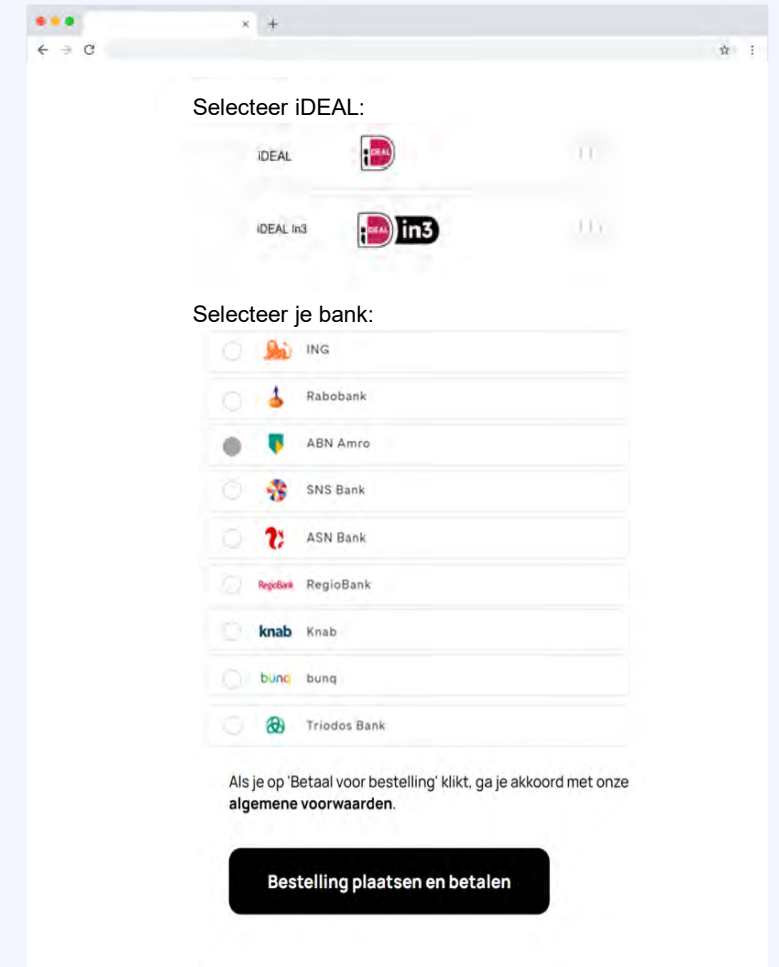 Selecteer iDEAL:
iDEAL iDEAL
iDEAL In3 iDEAL in3
Selecteer je bank:
ING
Rabobank
ABN Amro
SNS Bank
ASN Bank
RegioBank RegioBank
knab Knab
bunq bunq
Triodos Bank
Als je op 'Betaal voor bestelling' klikt, ga je akkoord met onze
algemene voorwaarden.
Bestelling plaatsen en betalen